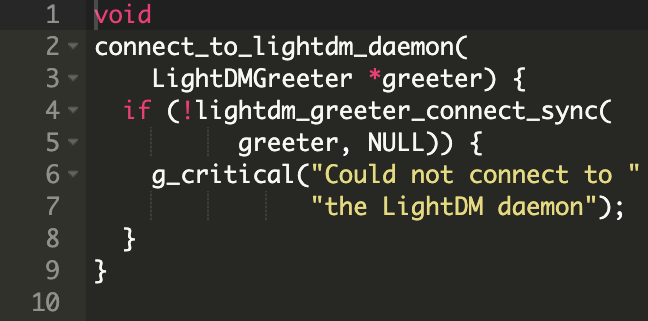 1 void
2 connect_to_lightdm_daemon(
3     LightDMGreeter *greeter) {
4   if (!lightdm_greeter_connect_sync(
5           greeter, NULL)) {
6     g_critical("Could not connect to "
7                "the LightDM daemon");
8   }
9 }
10